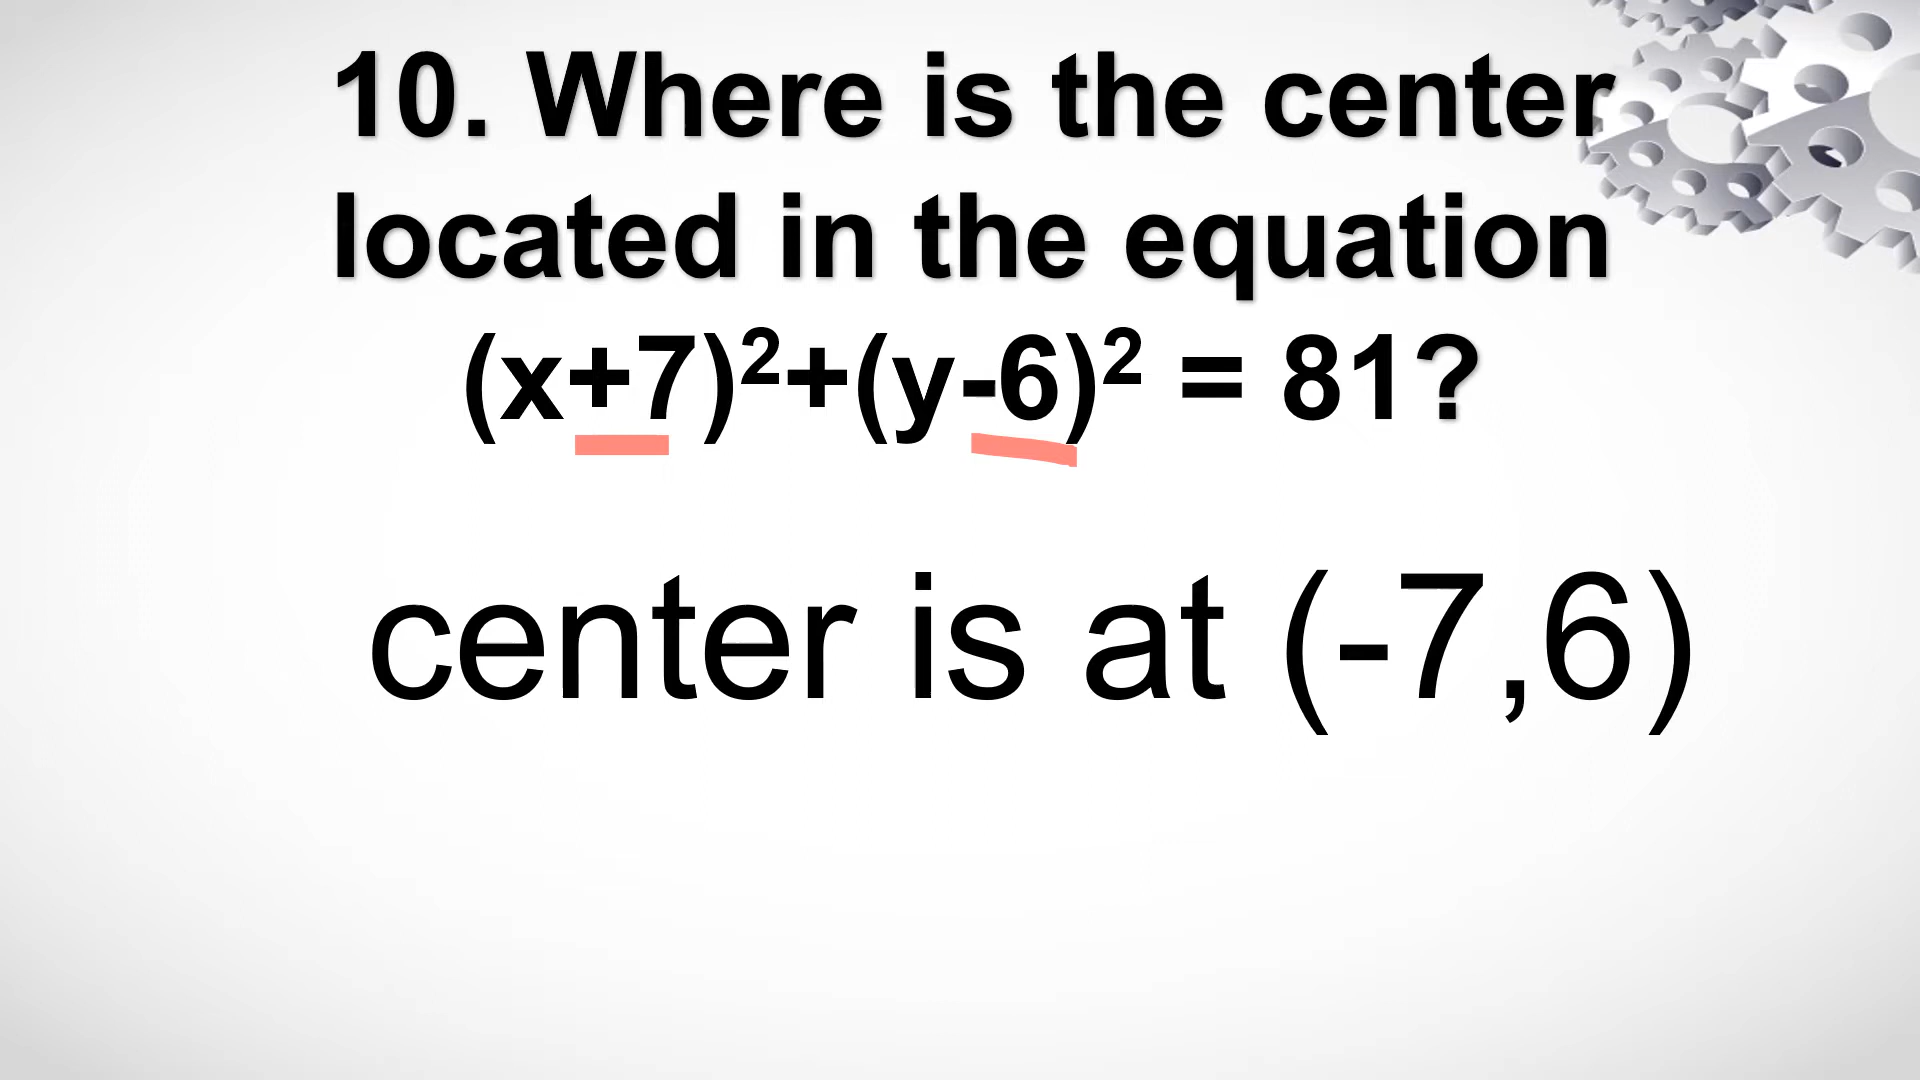 10. Where is the center
located in the equation
(x+7)²+(y-6)² = 81?
center is at (-7,6)